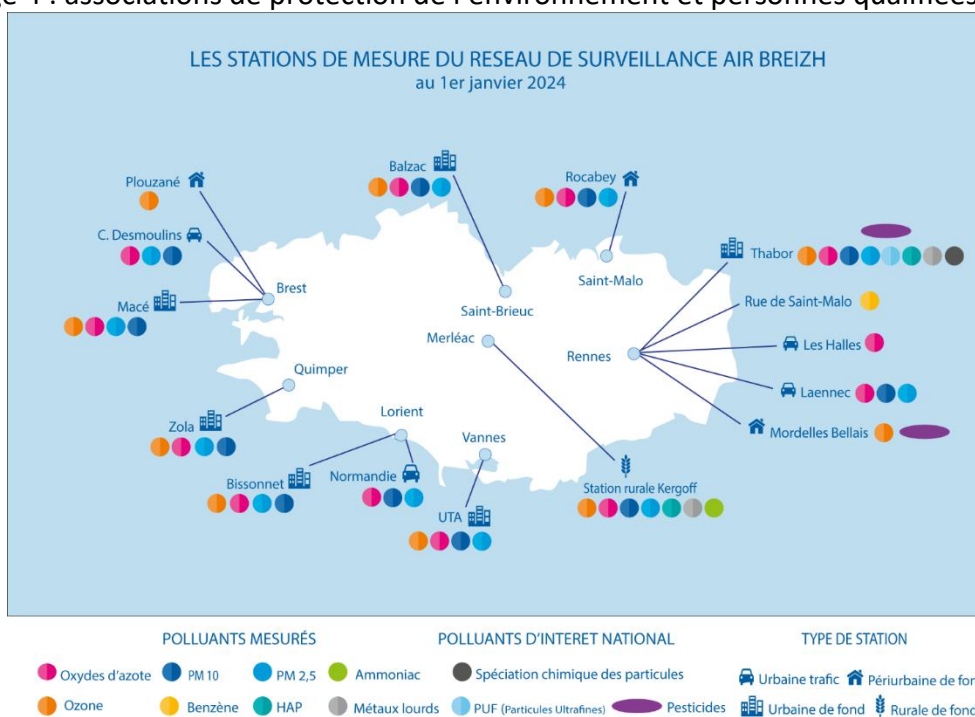 LES STATIONS DE MESURE DU RESEAU DE SURVEILLANCE AIR BREIZH
au 1er janvier 2024
Balzac
Rocabey
Plouzané
C. Desmoulins
Thabor
Saint-Malo
Brest
Macé
Saint-Brieuc
Rue de Saint-Malo
Merléac
Rennes
Les Halles
Quimper
Laennec
Lorient
Zola
Vannes
Mordelles Bellais
Bissonnet
Normandie
Station rurale Kergoff
UTA
POLLUANTS MESURÉS
POLLUANTS D'INTERET NATIONAL
TYPE DE STATION
Oxydes d'azote PM 10 PM 2,5 Ammoniac Spéciation chimique des particules Urbaine trafic Périurbaine de fon
Ozone Benzène HAP Métaux lourds PUF (Particules Ultrafines) Pesticides Urbaine de fond Rurale de fond